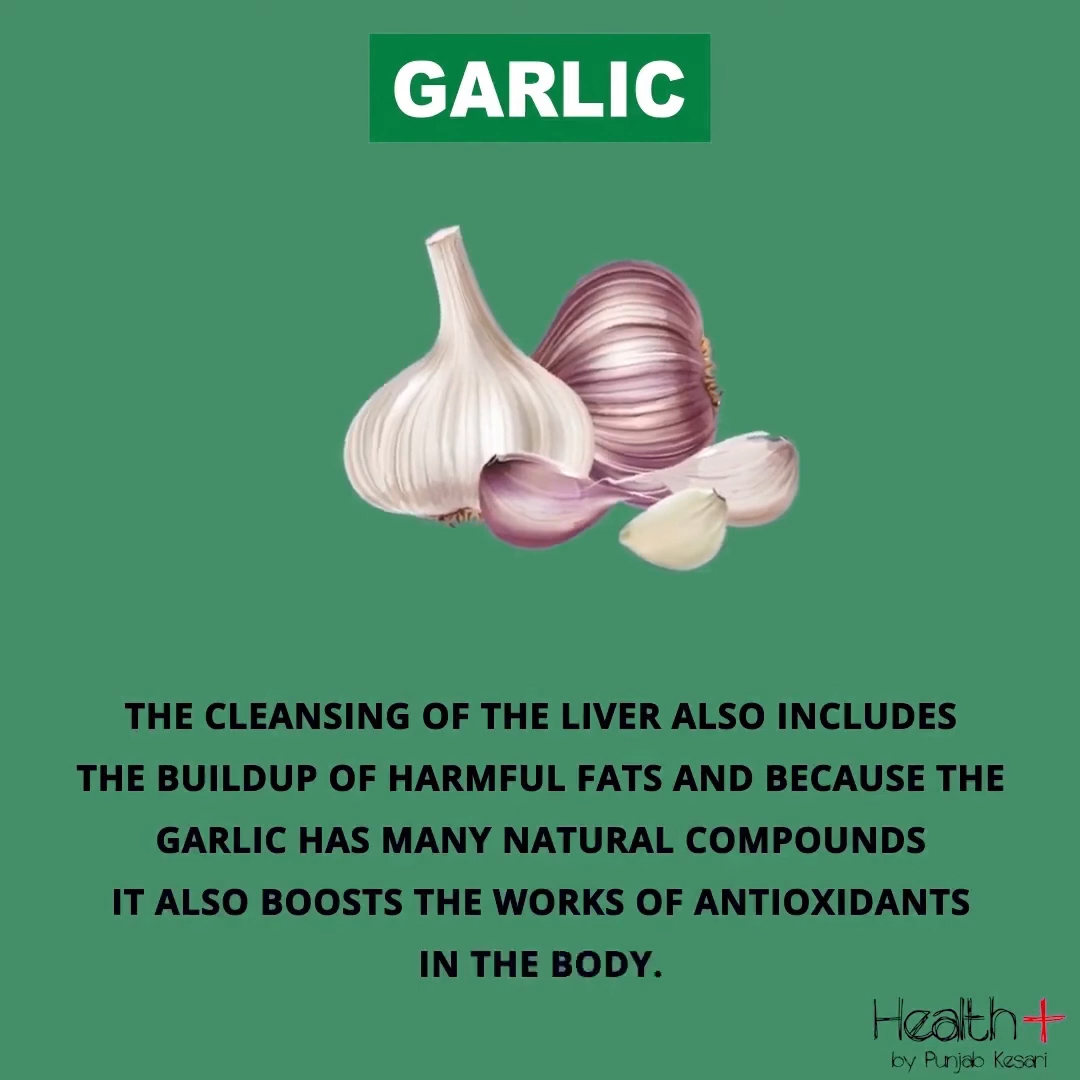 GARLIC
THE CLEANSING OF THE LIVER ALSO INCLUDES
THE BUILDUP OF HARMFUL FATS AND BECAUSE THE
GARLIC HAS MANY NATURAL COMPOUNDS
IT ALSO BOOSTS THE WORKS OF ANTIOXIDANTS
IN THE BODY.
Health+
by Punjab Kesari